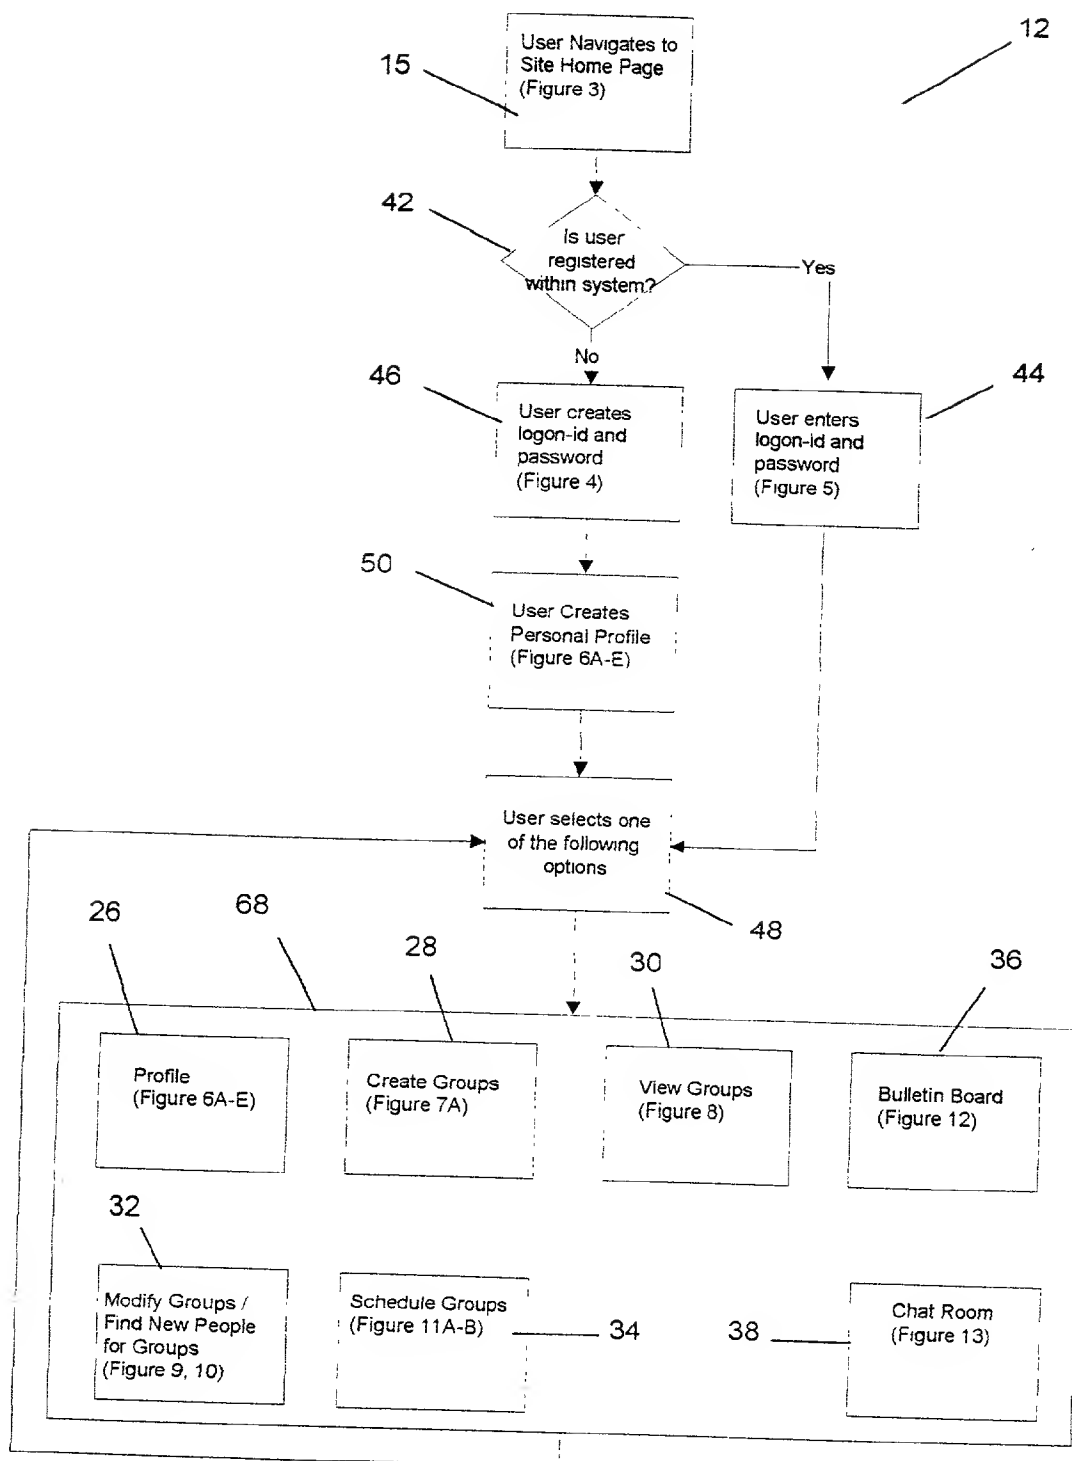 12
User Navigates to
Site Home Page
(Figure 3)
15
42
Is user
registered
within system?
Yes
No
46
User creates
logon-id and
password
(Figure 4)
44
User enters
logon-id and
password
(Figure 5)
50
User Creates
Personal Profile
(Figure 6A-E)
User selects one
of the following
options
48
68
26
28
30
36
Profile
(Figure 6A-E)
Create Groups
(Figure 7A)
View Groups
(Figure 8)
Bulletin Board
(Figure 12)
32
Modify Groups /
Find New People
for Groups
(Figure 9, 10)
Schedule Groups
(Figure 11A-B)
34
38
Chat Room
(Figure 13)